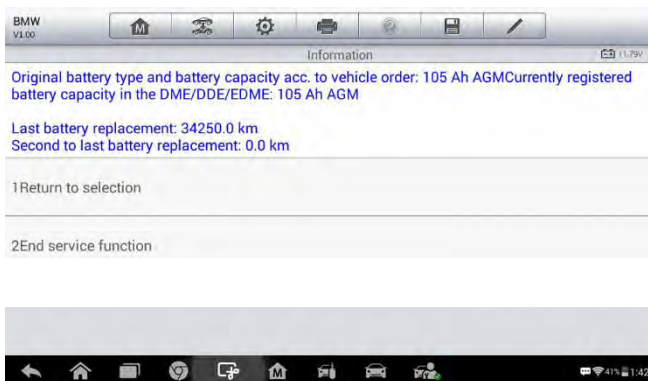 BMW
V1.00
Information
11.79V
Original battery type and battery capacity acc. to vehicle order: 105 Ah AGMCurrently registered
battery capacity in the DME/DDE/EDME: 105 Ah AGM
Last battery replacement: 34250.0 km
Second to last battery replacement: 0.0 km
1Return to selection
2End service function
41% 1:42